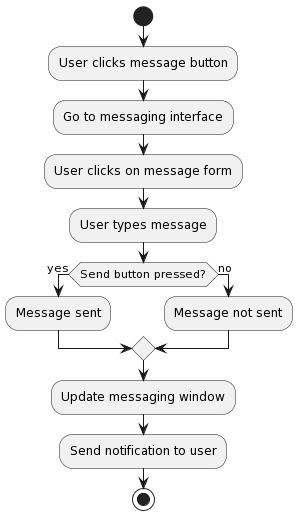 User clicks message button
Go to messaging interface
User clicks on message form
User types message
yes
Send button pressed?
no
Message sent
Message not sent
Update messaging window
Send notification to user